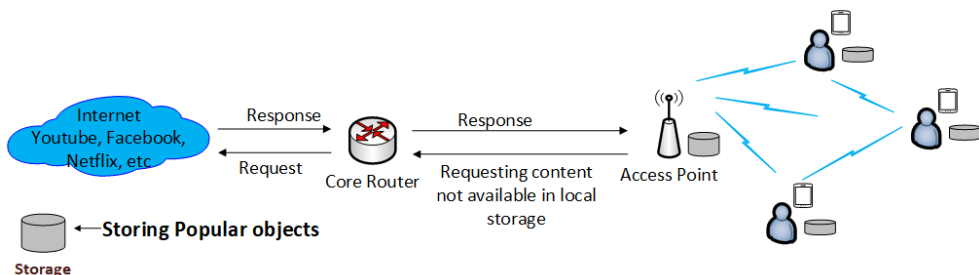 Internet
Youtube, Facebook,
Netflix, etc
Response
Request
Core Router
Response
Requesting content
not available in local
storage
Access Point
Storing Popular objects
Storage